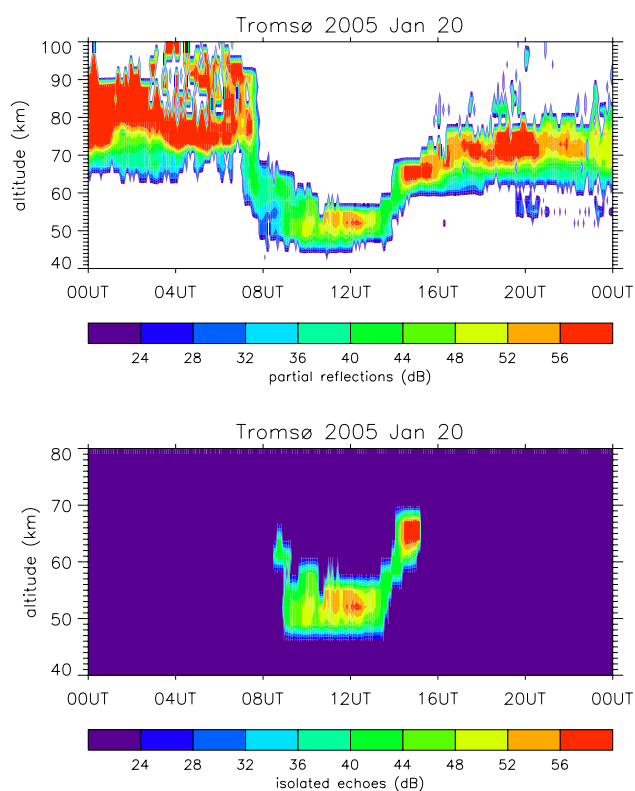 Tromsø 2005 Jan 20
100
90
80
70
60
50
40
altitude (km)
00UT 04UT 08UT 12UT 16UT 20UT 00UT
24 28 32 36 40 44 48 52 56
partial reflections (dB)
Tromsø 2005 Jan 20
80
70
60
50
40
altitude (km)
00UT 04UT 08UT 12UT 16UT 20UT 00UT
24 28 32 36 40 44 48 52 56
isolated echoes (dB)